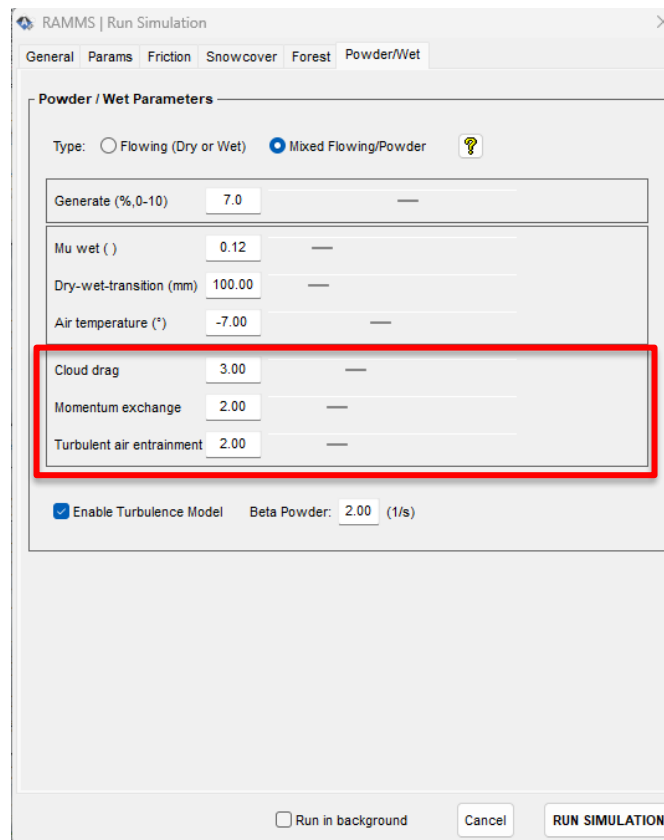 RAMMS | Run Simulation
General Params Friction Snowcover Forest Powder/Wet
Powder / Wet Parameters
Type: Flowing (Dry or Wet) Mixed Flowing/Powder ?
Generate (%,0-10) 7.0
Mu wet ( ) 0.12
Dry-wet-transition (mm) 100.00
Air temperature (°) -7.00
Cloud drag 3.00
Momentum exchange 2.00
Turbulent air entrainment 2.00
Enable Turbulence Model Beta Powder: 2.00 (1/s)
Run in background Cancel RUN SIMULATION